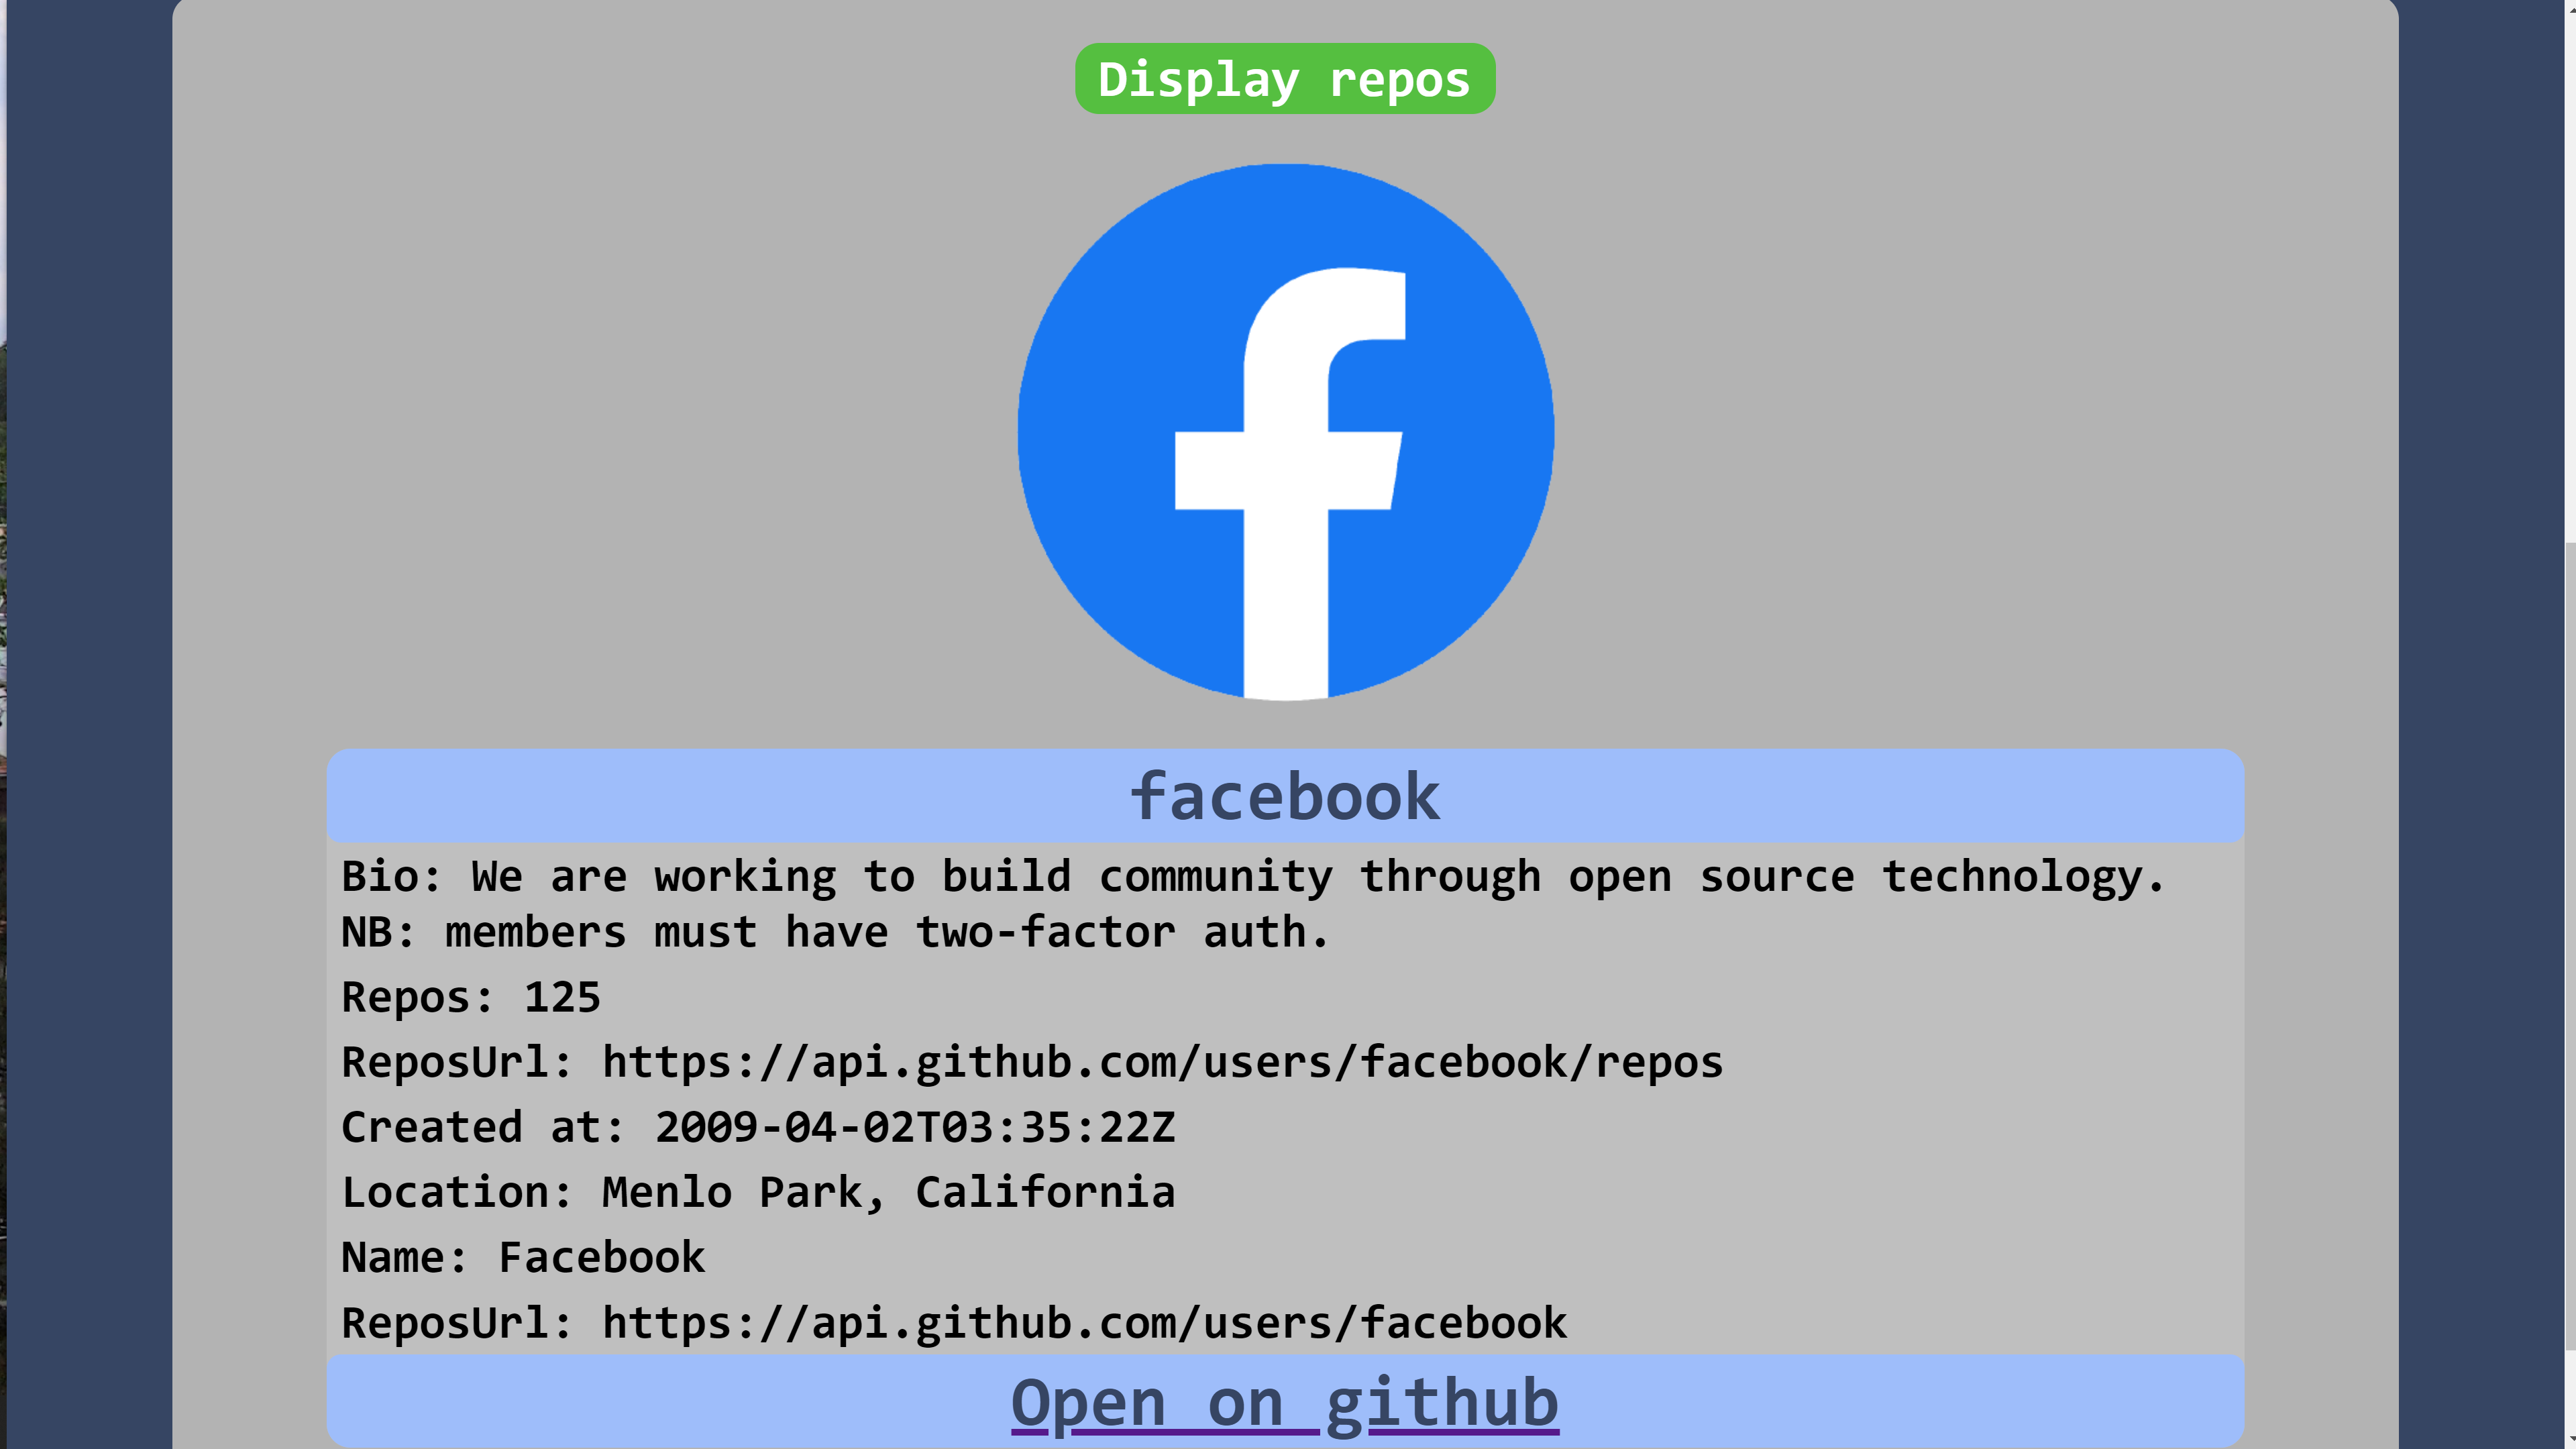 Display repos
facebook
Bio: We are working to build community through open source technology.
NB: members must have two-factor auth.
Repos: 125
ReposUrl: https://api.github.com/users/facebook/repos
Created at: 2009-04-02T03:35:22Z
Location: Menlo Park, California
Name: Facebook
ReposUrl: https://api.github.com/users/facebook
Open on github